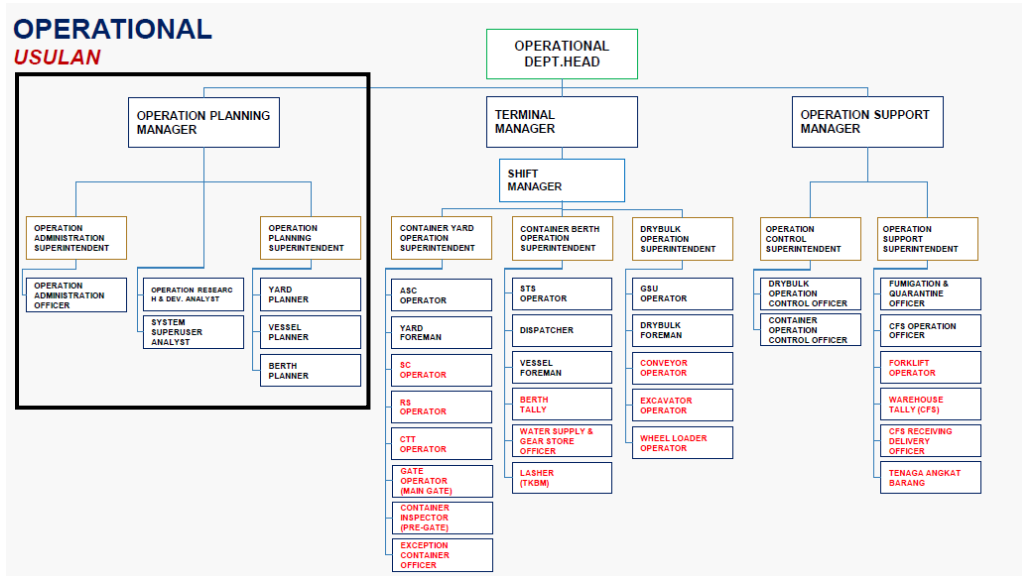 OPERATIONAL
USULAN
OPERATIONAL
DEPT.HEAD
OPERATION PLANNING
MANAGER
TERMINAL
MANAGER
OPERATION SUPPORT
MANAGER
SHIFT
MANAGER
OPERATION
ADMINISTRATION
SUPERINTENDENT
OPERATION
PLANNING
SUPERINTENDENT
CONTAINER YARD
OPERATION
SUPERINTENDENT
CONTAINER BERTH
OPERATION
SUPERINTENDENT
DRYBULK
OPERATION
SUPERINTENDENT
OPERATION
CONTROL
SUPERINTENDENT
OPERATION
SUPPORT
SUPERINTENDENT
OPERATION
ADMINISTRATION
OFFICER
OPERATION RESEARC
H & DEV. ANALYST
SYSTEM
SUPERUSER
ANALYST
YARD
PLANNER
VESSEL
PLANNER
BERTH
PLANNER
ASC
OPERATOR
YARD
FOREMAN
SC
OPERATOR
RS
OPERATOR
CTT
OPERATOR
GATE
OPERATOR
(MAIN GATE)
CONTAINER
INSPECTOR
(PRE-GATE)
EXCEPTION
CONTAINER
OFFICER
STS
OPERATOR
DISPATCHER
VESSEL
FOREMAN
BERTH
TALLY
WATER SUPPLY &
GEAR STORE
OFFICER
LASHER
(TKBM)
GSU
OPERATOR
DRYBULK
FOREMAN
CONVEYOR
OPERATOR
EXCAVATOR
OPERATOR
WHEEL LOADER
OPERATOR
DRYBULK
OPERATION
CONTROL OFFICER
CONTAINER
OPERATION
CONTROL OFFICER
FUMIGATION &
QUARANTINE
OFFICER
CFS OPERATION
OFFICER
FORKLIFT
OPERATOR
WAREHOUSE
TALLY (CFS)
CFS RECEIVING
DELIVERY
OFFICER
TENAGA ANGKAT
BARANG